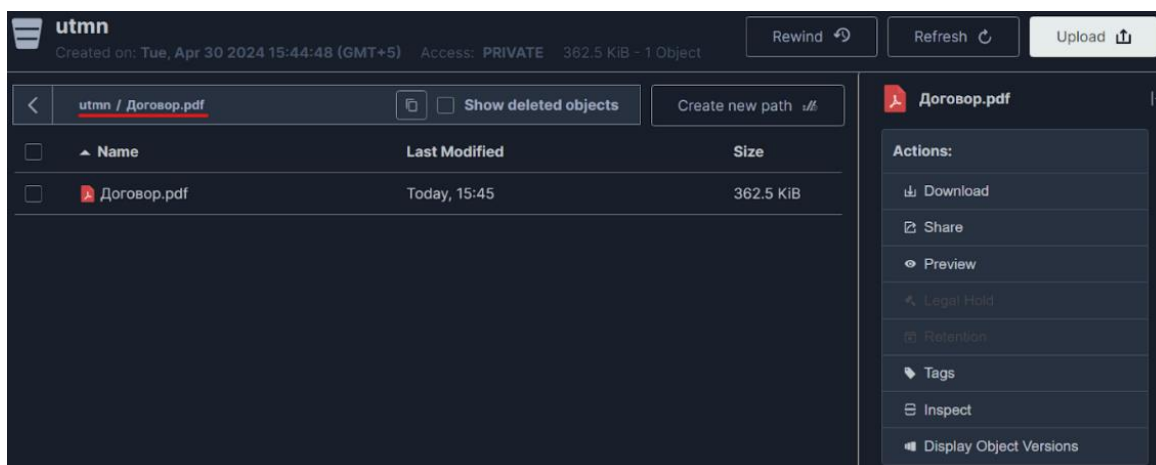 utmn
Created on: Tue, Apr 30 2024 15:44:48 (GMT+5) Access: PRIVATE 362.5 KiB - 1 Object
Rewind
Refresh
Upload
utmn / Договор.pdf
Show deleted objects
Create new path
Договор.pdf
Name Last Modified Size
Договор.pdf Today, 15:45 362.5 KiB
Actions:
Download
Share
Preview
Legal Hold
Retention
Tags
Inspect
Display Object Versions